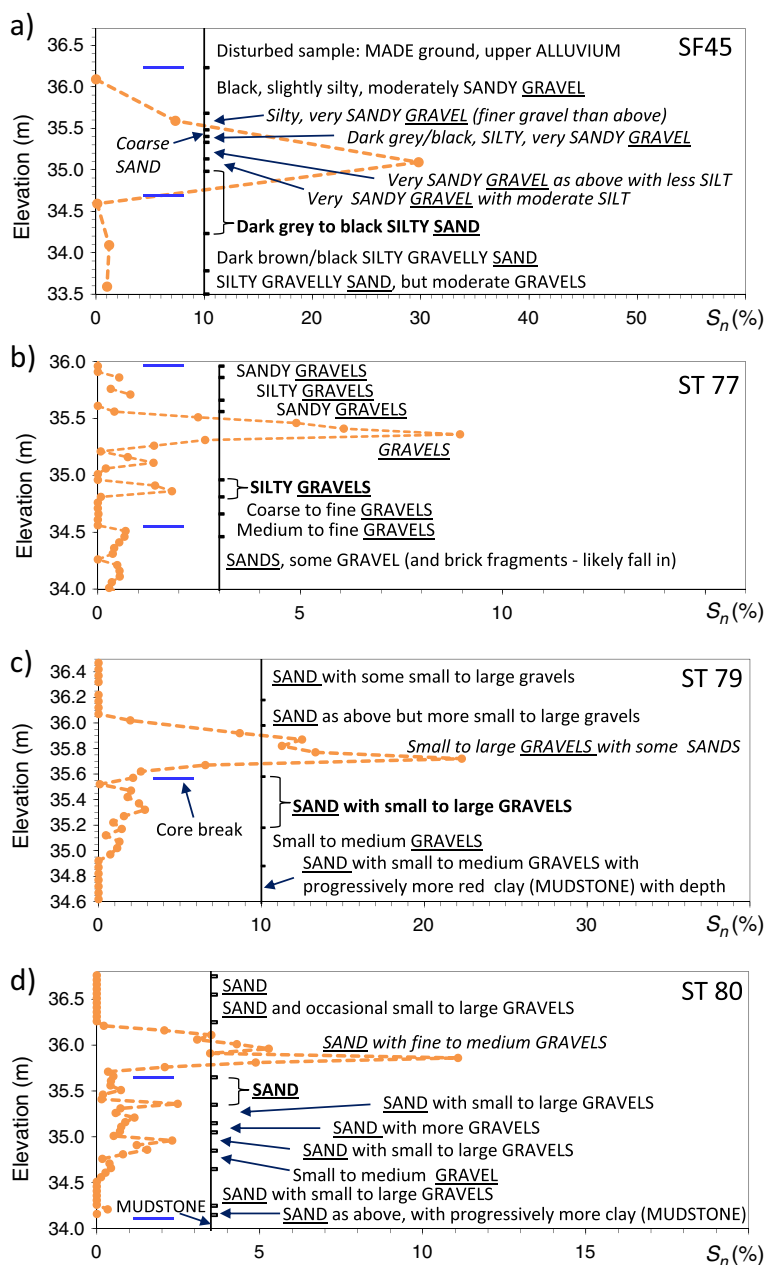 a)
SF45
36.5
Disturbed sample: MADE ground, upper ALLUVIUM
36.0
Black, slightly silty, moderately SANDY GRAVEL
Silty, very SANDY GRAVEL (finer gravel than above)
35.5
Coarse
SAND
Dark grey/black, SILTY, very SANDY GRAVEL
35.0
Very SANDY GRAVEL as above with less SILT
Very SANDY GRAVEL with moderate SILT
34.5
Dark grey to black SILTY SAND
34.0
Dark brown/black SILTY GRAVELLY SAND
SILTY GRAVELLY SAND, but moderate GRAVELS
33.5
Elevation (m)
0 10 20 30 40 50 Sn (%)
b)
ST 77
36.0
SANDY GRAVELS
SILTY GRAVELS
SANDY GRAVELS
35.5
GRAVELS
35.0
SILTY GRAVELS
Coarse to fine GRAVELS
34.5
Medium to fine GRAVELS
SANDS, some GRAVEL (and brick fragments - likely fall in)
34.0
Elevation (m)
0 5 10 15 Sn (%)
c)
ST 79
36.4
SAND with some small to large gravels
36.2
36.0
SAND as above but more small to large gravels
35.8
Small to large GRAVELS with some SANDS
35.6
35.4
SAND with small to large GRAVELS
Core break
35.2
Small to medium GRAVELS
35.0
SAND with small to medium GRAVELS with
34.8
progressively more red clay (MUDSTONE) with depth
34.6
Elevation (m)
0 10 20 30 Sn (%)
d)
ST 80
SAND
36.5
SAND and occasional small to large GRAVELS
36.0
SAND with fine to medium GRAVELS
35.5
SAND
SAND with small to large GRAVELS
35.0
SAND with more GRAVELS
SAND with small to large GRAVELS
Small to medium GRAVEL
34.5
SAND with small to large GRAVELS
MUDSTONE
SAND as above, with progressively more clay (MUDSTONE)
34.0
Elevation (m)
0 5 10 15 Sn (%)